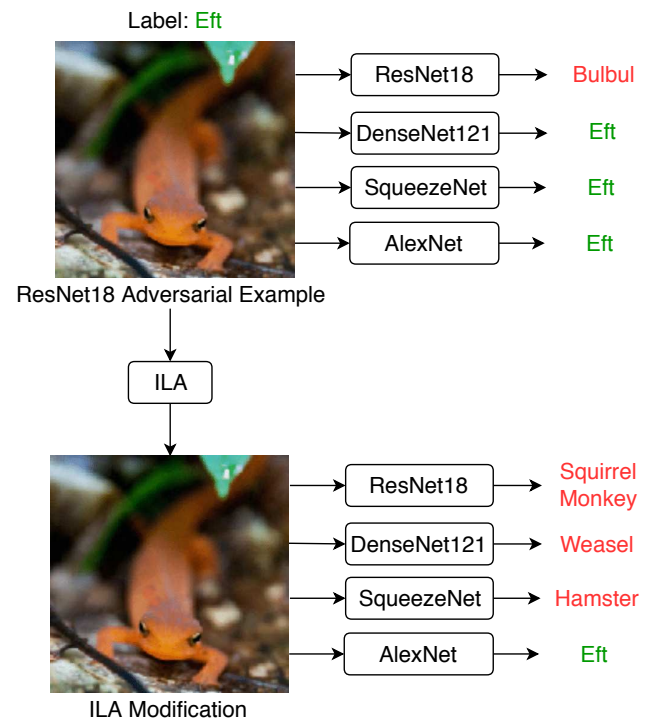 Label: Eft
ResNet18
Bulbul
DenseNet121
Eft
SqueezeNet
Eft
AlexNet
Eft
ResNet18 Adversarial Example
ILA
ResNet18
Squirrel
Monkey
DenseNet121
Weasel
SqueezeNet
Hamster
AlexNet
Eft
ILA Modification